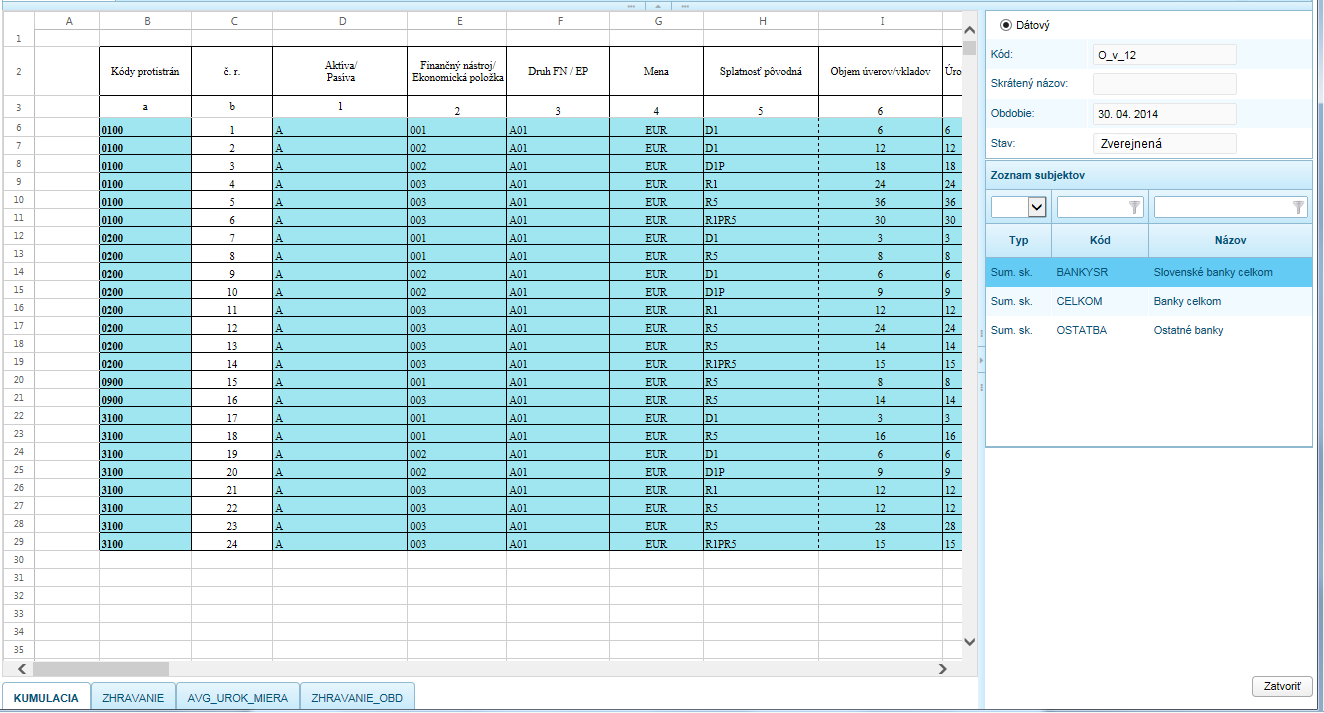 A B C D E F G H I
1
2 Kódy protistrán č. r. Aktíva/ Pasíva Finančný nástroj/ Ekonomická položka Druh FN / EP Mena Splatnosť pôvodná Objem úverov/vkladov Úro
3 a b 1 2 3 4 5 6
6 0100 1 A 001 A01 EUR D1 6 6
7 0100 2 A 002 A01 EUR D1 12 12
8 0100 3 A 002 A01 EUR D1P 18 18
9 0100 4 A 003 A01 EUR R1 24 24
10 0100 5 A 003 A01 EUR R5 36 36
11 0100 6 A 003 A01 EUR R1PR5 30 30
12 0200 7 A 001 A01 EUR D1 3 3
13 0200 8 A 001 A01 EUR R5 8 8
14 0200 9 A 002 A01 EUR D1 6 6
15 0200 10 A 002 A01 EUR D1P 9 9
16 0200 11 A 003 A01 EUR R1 12 12
17 0200 12 A 003 A01 EUR R5 24 24
18 0200 13 A 003 A01 EUR R5 14 14
19 0200 14 A 003 A01 EUR R1PR5 15 15
20 0900 15 A 001 A01 EUR R5 8 8
21 0900 16 A 003 A01 EUR R5 14 14
22 3100 17 A 001 A01 EUR D1 3 3
23 3100 18 A 001 A01 EUR R5 16 16
24 3100 19 A 002 A01 EUR D1 6 6
25 3100 20 A 002 A01 EUR D1P 9 9
26 3100 21 A 003 A01 EUR R1 12 12
27 3100 22 A 003 A01 EUR R5 12 12
28 3100 23 A 003 A01 EUR R5 28 28
29 3100 24 A 003 A01 EUR R1PR5 15 15
30
31
32
33
34
35
KUMULACIA ZHRAVANIE AVG_UROK_MIERA ZHRAVANIE_OBD
Dátový
Kód: O_v_12
Skrátený názov:
Obdobie: 30. 04. 2014
Stav: Zverejnená
Zoznam subjektov
Typ Kód Názov
Sum. sk. BANKYSR Slovenské banky celkom
Sum. sk. CELKOM Banky celkom
Sum. sk. OSTATBA Ostatné banky
Zatvoriť